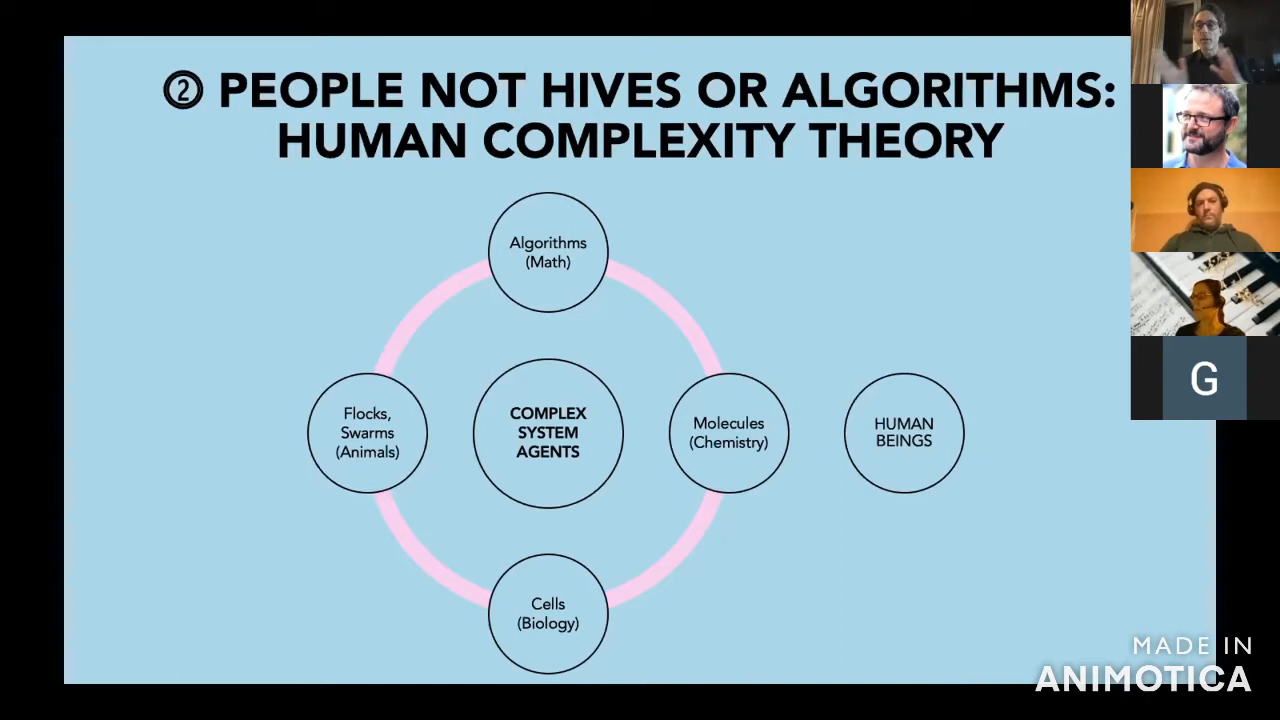 ② PEOPLE NOT HIVES OR ALGORITHMS:
HUMAN COMPLEXITY THEORY
Algorithms
(Math)
Flocks,
Swarms
(Animals)
COMPLEX
SYSTEM
AGENTS
Molecules
(Chemistry)
HUMAN
BEINGS
Cells
(Biology)
G
MADE IN
ANIMOTICA